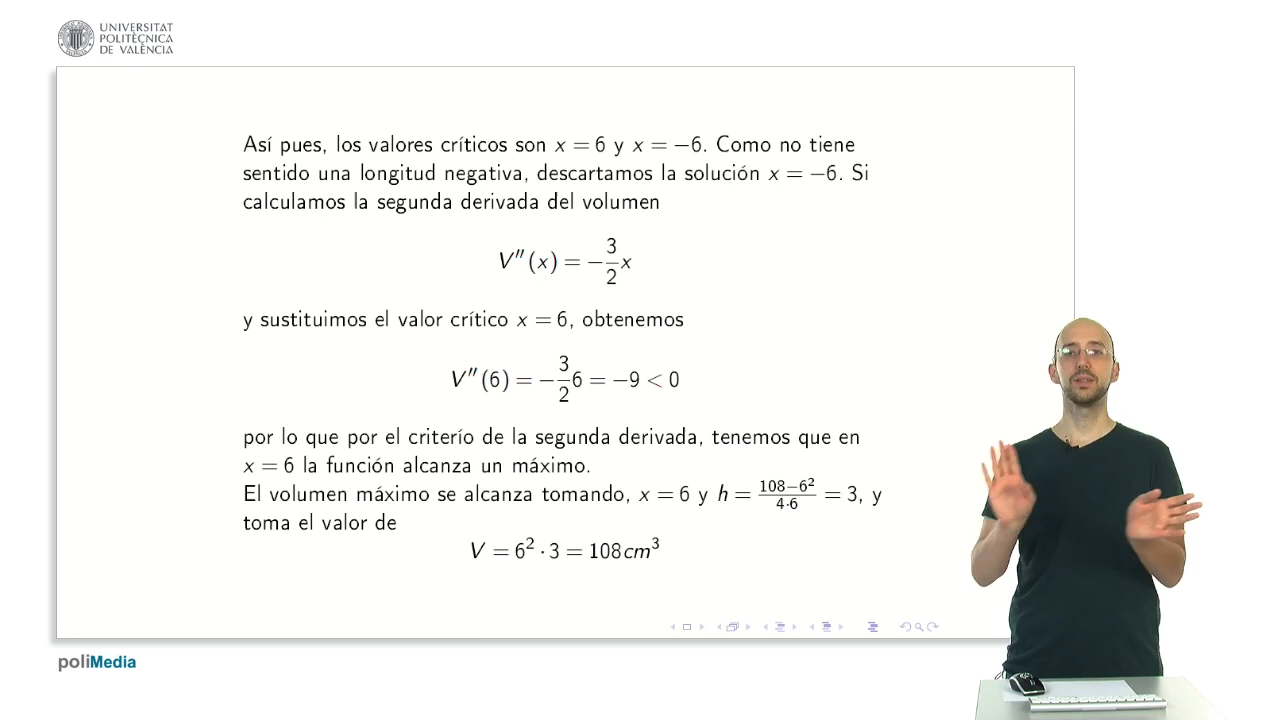 UNIVERSITAT
POLITÈCNICA
DE VALÈNCIA
Así pues, los valores críticos son x = 6 y x = −6. Como no tiene
sentido una longitud negativa, descartamos la solución x = −6. Si
calculamos la segunda derivada del volumen
V″(x) = −3/2 x
y sustituimos el valor crítico x = 6, obtenemos
V″(6) = −3/2 6 = −9 < 0
por lo que por el criterío de la segunda derivada, tenemos que en
x = 6 la función alcanza un máximo.
El volumen máximo se alcanza tomando, x = 6 y h = (108−6²)/(4·6) = 3, y
toma el valor de
V = 6² · 3 = 108cm³
poliMedia